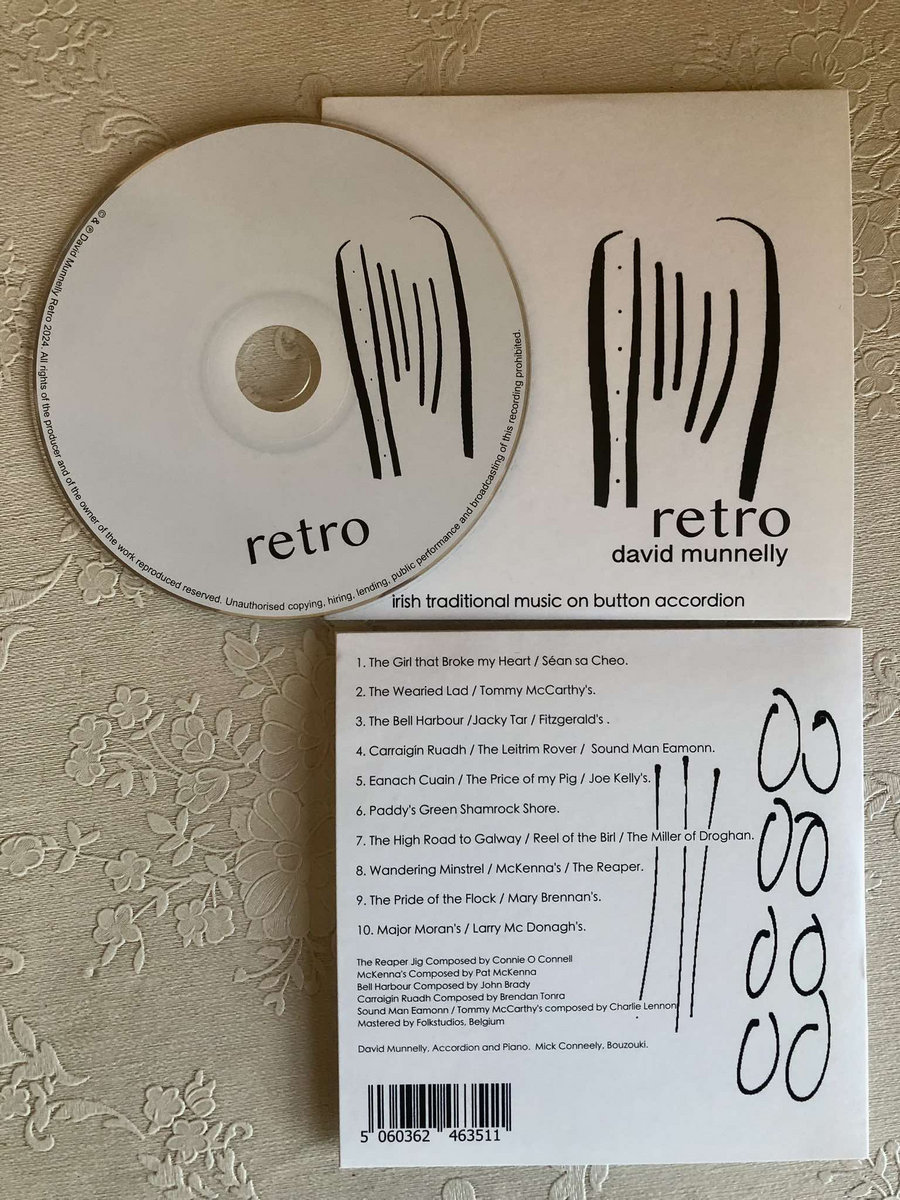 © & ℗ David Munnelly Retro 2024. All rights of the producer and of the owner of the work reproduced reserved. Unauthorised copying, hiring, lending, public performance and broadcasting of this recording prohibited.
retro
retro
david munnelly
irish traditional music on button accordion
1. The Girl that Broke my Heart / Séan sa Cheo.
2. The Wearied Lad / Tommy McCarthy's.
3. The Bell Harbour /Jacky Tar / Fitzgerald's .
4. Carraigín Ruadh / The Leitrim Rover / Sound Man Eamonn.
5. Eanach Cuain / The Price of my Pig / Joe Kelly's.
6. Paddy's Green Shamrock Shore.
7. The High Road to Galway / Reel of the Birl / The Miller of Droghan.
8. Wandering Minstrel / McKenna's / The Reaper.
9. The Pride of the Flock / Mary Brennan's.
10. Major Moran's / Larry Mc Donagh's.
The Reaper Jig Composed by Connie O Connell
McKenna's Composed by Pat McKenna
Bell Harbour Composed by John Brady
Carraigín Ruadh Composed by Brendan Tonra
Sound Man Eamonn / Tommy McCarthy's composed by Charlie Lennon
Mastered by Folkstudios, Belgium
David Munnelly. Accordion and Piano. Mick Conneely, Bouzouki.
5 060362 463511